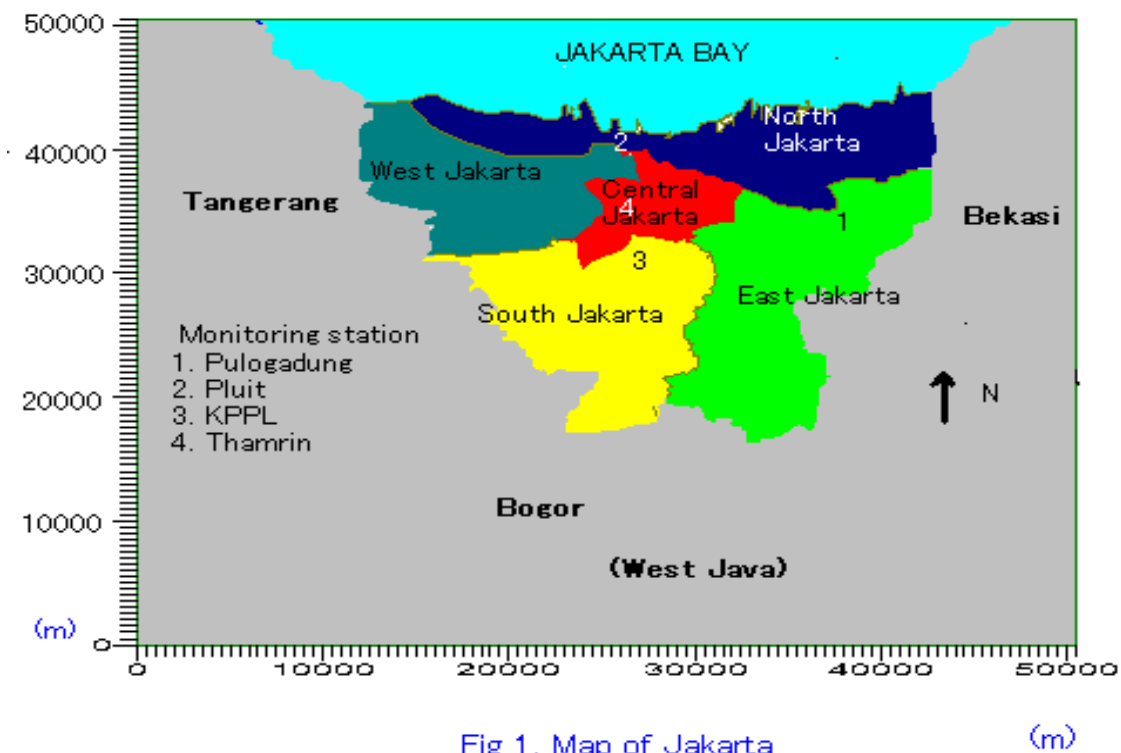 50000
JAKARTA BAY
North
Jakarta
2
40000
West Jakarta
Central
Jakarta
4
Tangerang
1
Bekasi
3
30000
East Jakarta
South Jakarta
Monitoring station
1. Pulogadung
2. Pluit
3. KPPL
4. Thamrin
20000
N
Bogor
10000
(West Java)
(m)
0
0 10000 20000 30000 40000 50000
(m)
Fig 1. Map of Jakarta